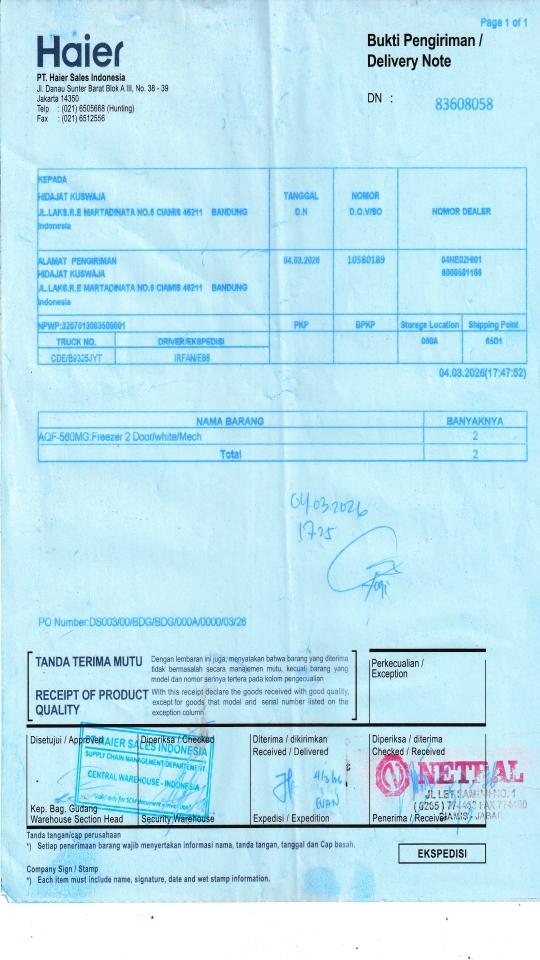 Page 1 of 1
Haier
Bukti Pengiriman /
Delivery Note
PT. Haier Sales Indonesia
Jl. Danau Sunter Barat Blok A III, No. 38 - 39
Jakarta 14350
Telp : (021) 6505668 (Hunting)
Fax : (021) 6512556
DN : 83608058
KEPADA
HIDAJAT KUSWAJA
JL.LAKS.R.E MARTADINATA NO.6 CIAMIS 46211 BANDUNG
Indonesia
TANGGAL
D.N
NOMOR
D.O.V/SO
NOMOR DEALER
ALAMAT PENGIRIMAN
HIDAJAT KUSWAJA
JL.LAKS.R.E MARTADINATA NO.6 CIAMIS 46211 BANDUNG
Indonesia
04.03.2026
10580189
NPWP:3207013003500001
PKP
BPKP
Storege Location
Shipping Point
TRUCK NO.
DRIVER/EKSPEDISI
000A
65D1
CDE/B9325JYT
IRFAN/E66
04.03.2026(17:47:52)
NAMA BARANG
BANYAKNYA
AQF-560MG:Freezer 2 Door/white/Mech
2
Total
2
04.03.2026
17.25
PO Number:DS003/00/BDG/BDG/000A/0000/03/26
TANDA TERIMA MUTU
Dengan lembaran ini juga, menyatakan bahwa barang yang diterima
tidak bermasalah secara manajemen mutu, kecuali barang yang
model dan nomor serinya tertera pada kolom pengecualian
RECEIPT OF PRODUCT
QUALITY
With this receipt declare the goods received with good quality,
except for goods that model and serial number listed on the
exception column
Perkecualian /
Exception
Disetujui / Approved
Diperiksa / Checked
Diterima / dikirimkan
Received / Delivered
Diperiksa / diterima
Checked / Received
HAIER SALES INDONESIA
SUPPLY CHAIN MANAGEMENT DEPARTEMENT
CENTRAL WAREHOUSE - INDONESIA
4/3/26
NETRAL
CIAMIS - JABAR
Kep. Bag. Gudang
Warehouse Section Head
Security Warehouse
Expedisi / Expedition
Penerima / Receiver
Tanda tangan/cap perusahaan
*) Setiap penerimaan barang wajib menyertakan informasi nama, tanda tangan, tanggal dan Cap basah.
EKSPEDISI
Company Sign / Stamp
*) Each item must include name, signature, date and wet stamp information.